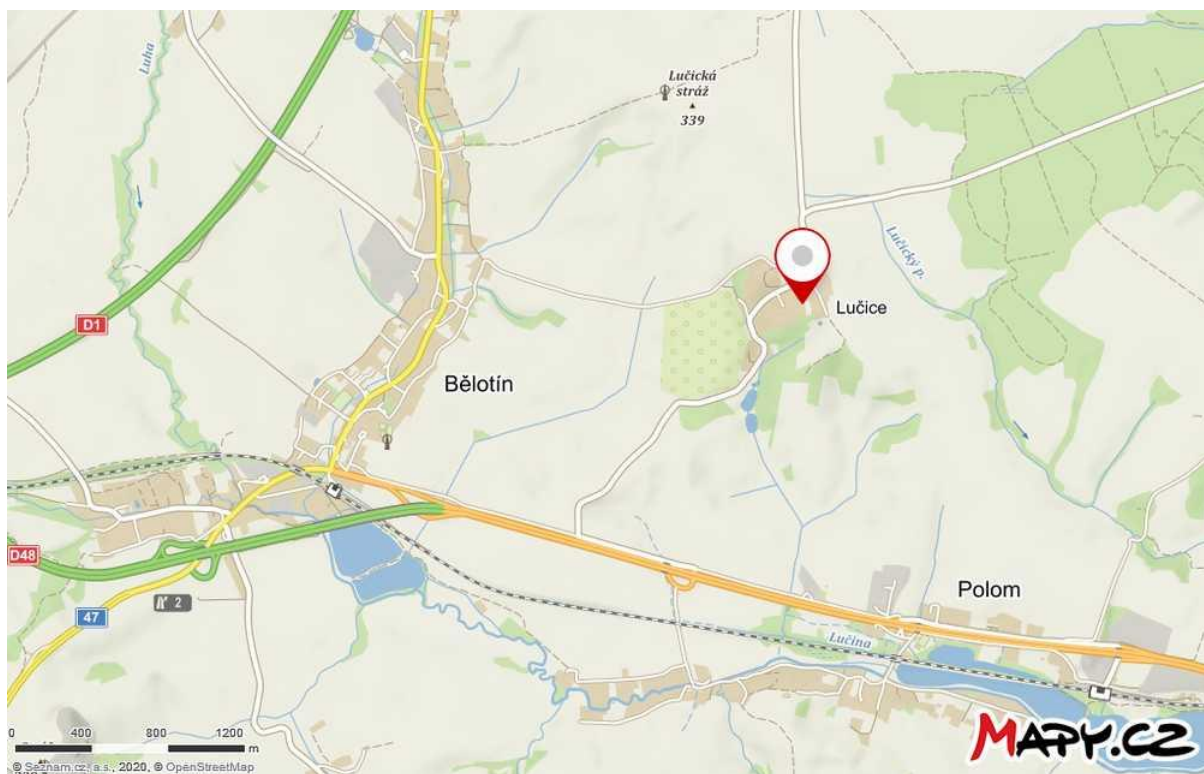 Luha
Lučická
stráž
339
Lučický p.
D1
Lučice
Bělotín
D48
2
47
Polom
Lučina
0 400 800 1200
m
© Seznam.cz, a.s., 2020, © OpenStreetMap
MAPY.CZ